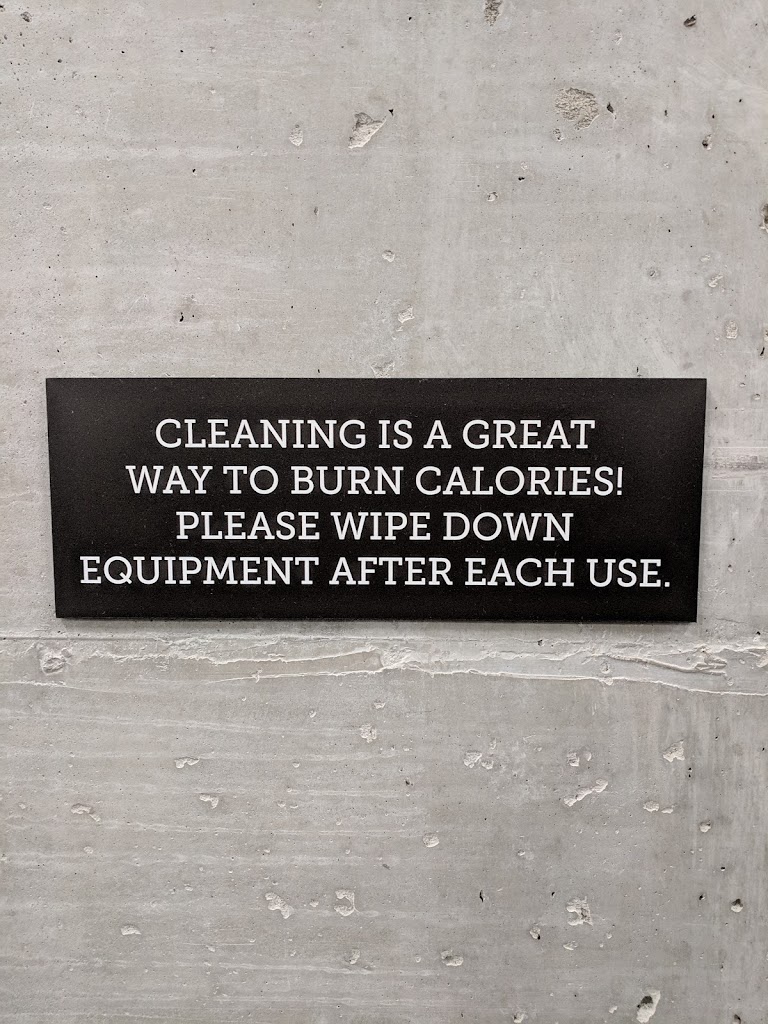 CLEANING IS A GREAT
WAY TO BURN CALORIES!
PLEASE WIPE DOWN
EQUIPMENT AFTER EACH USE.